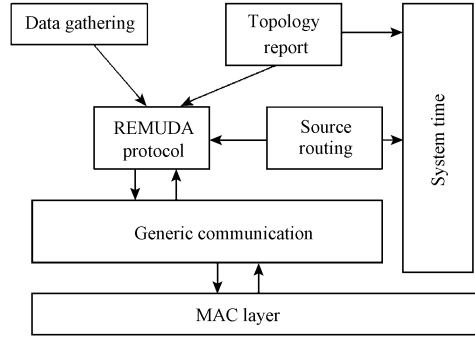 Data gathering
Topology
report
REMUDA
protocol
Source
routing
System time
Generic communication
MAC layer